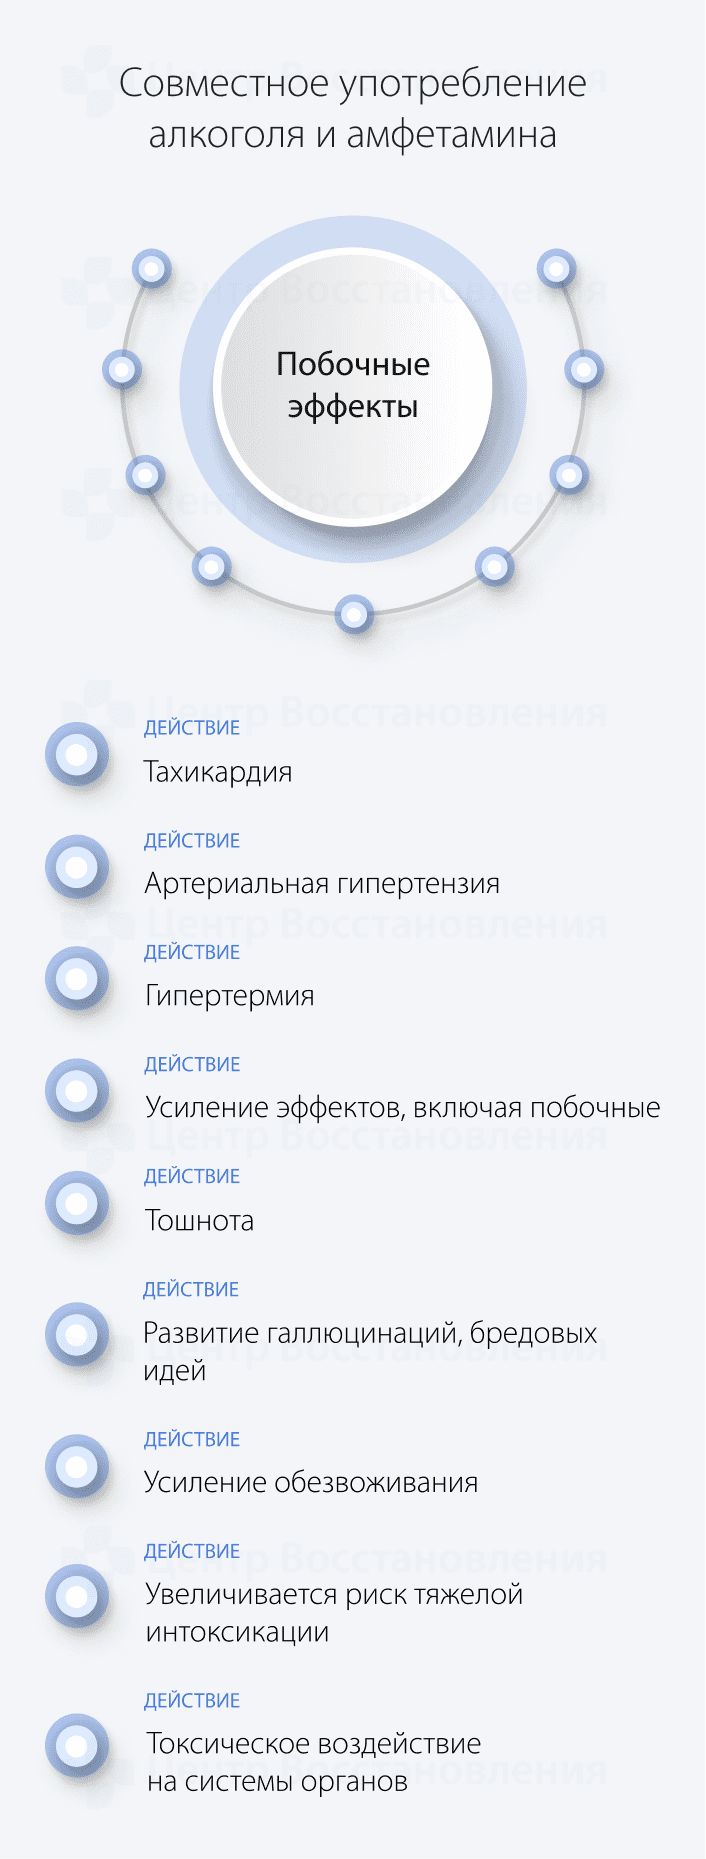 Совместное употребление
алкоголя и амфетамина
Побочные
эффекты
ДЕЙСТВИЕ
Тахикардия
ДЕЙСТВИЕ
Артериальная гипертензия
ДЕЙСТВИЕ
Гипертермия
ДЕЙСТВИЕ
Усиление эффектов, включая побочные
ДЕЙСТВИЕ
Тошнота
ДЕЙСТВИЕ
Развитие галлюцинаций, бредовых
идей
ДЕЙСТВИЕ
Усиление обезвоживания
ДЕЙСТВИЕ
Увеличивается риск тяжелой
интоксикации
ДЕЙСТВИЕ
Токсическое воздействие
на системы органов
Центр Восстановления